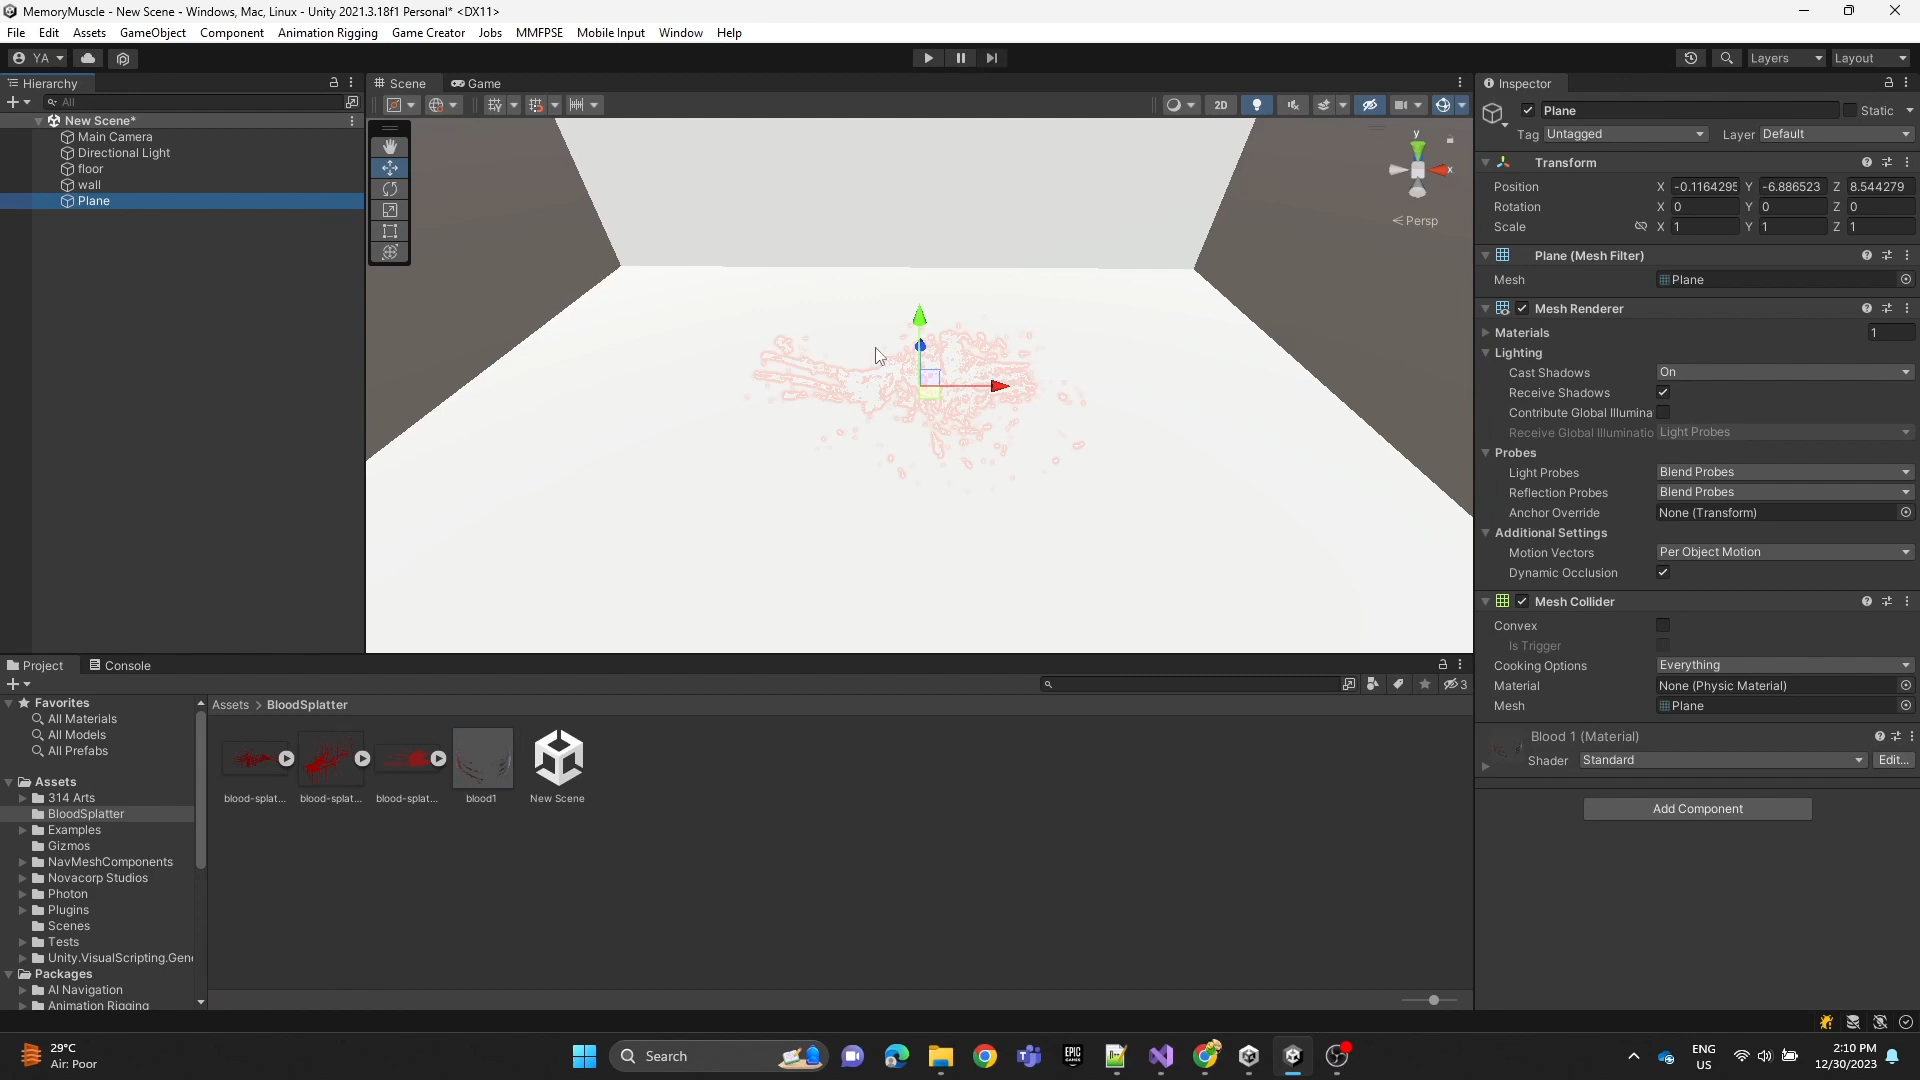 MemoryMuscle - New Scene - Windows, Mac, Linux - Unity 2021.3.18f1 Personal* <DX11>
File Edit Assets GameObject Component Animation Rigging Game Creator Jobs MMFPSE Mobile Input Window Help
YA Layers Layout
Hierarchy
All
New Scene*
Main Camera
Directional Light
floor
wall
Plane
Scene Game
2D
y
x
Persp
Inspector
Plane Static
Tag Untagged Layer Default
Transform
Position X -0.1164295 Y -6.886523 Z 8.544279
Rotation X 0 Y 0 Z 0
Scale X 1 Y 1 Z 1
Plane (Mesh Filter)
Mesh Plane
Mesh Renderer
Materials 1
Lighting
Cast Shadows On
Receive Shadows
Contribute Global Illumina
Receive Global Illuminatio Light Probes
Probes
Light Probes Blend Probes
Reflection Probes Blend Probes
Anchor Override None (Transform)
Additional Settings
Motion Vectors Per Object Motion
Dynamic Occlusion
Mesh Collider
Convex
Is Trigger
Cooking Options Everything
Material None (Physic Material)
Mesh Plane
Blood 1 (Material)
Shader Standard Edit...
Add Component
Project Console
3
Favorites
All Materials
All Models
All Prefabs
Assets
314 Arts
BloodSplatter
Examples
Gizmos
NavMeshComponents
Novacorp Studios
Photon
Plugins
Scenes
Tests
Unity.VisualScripting.Gene
Packages
AI Navigation
Animation Rigging
Assets > BloodSplatter
blood-splat... blood-splat... blood-splat... blood1 New Scene
29°C
Air: Poor
Search
EPIC GAMES
ENG
US
2:10 PM
12/30/2023